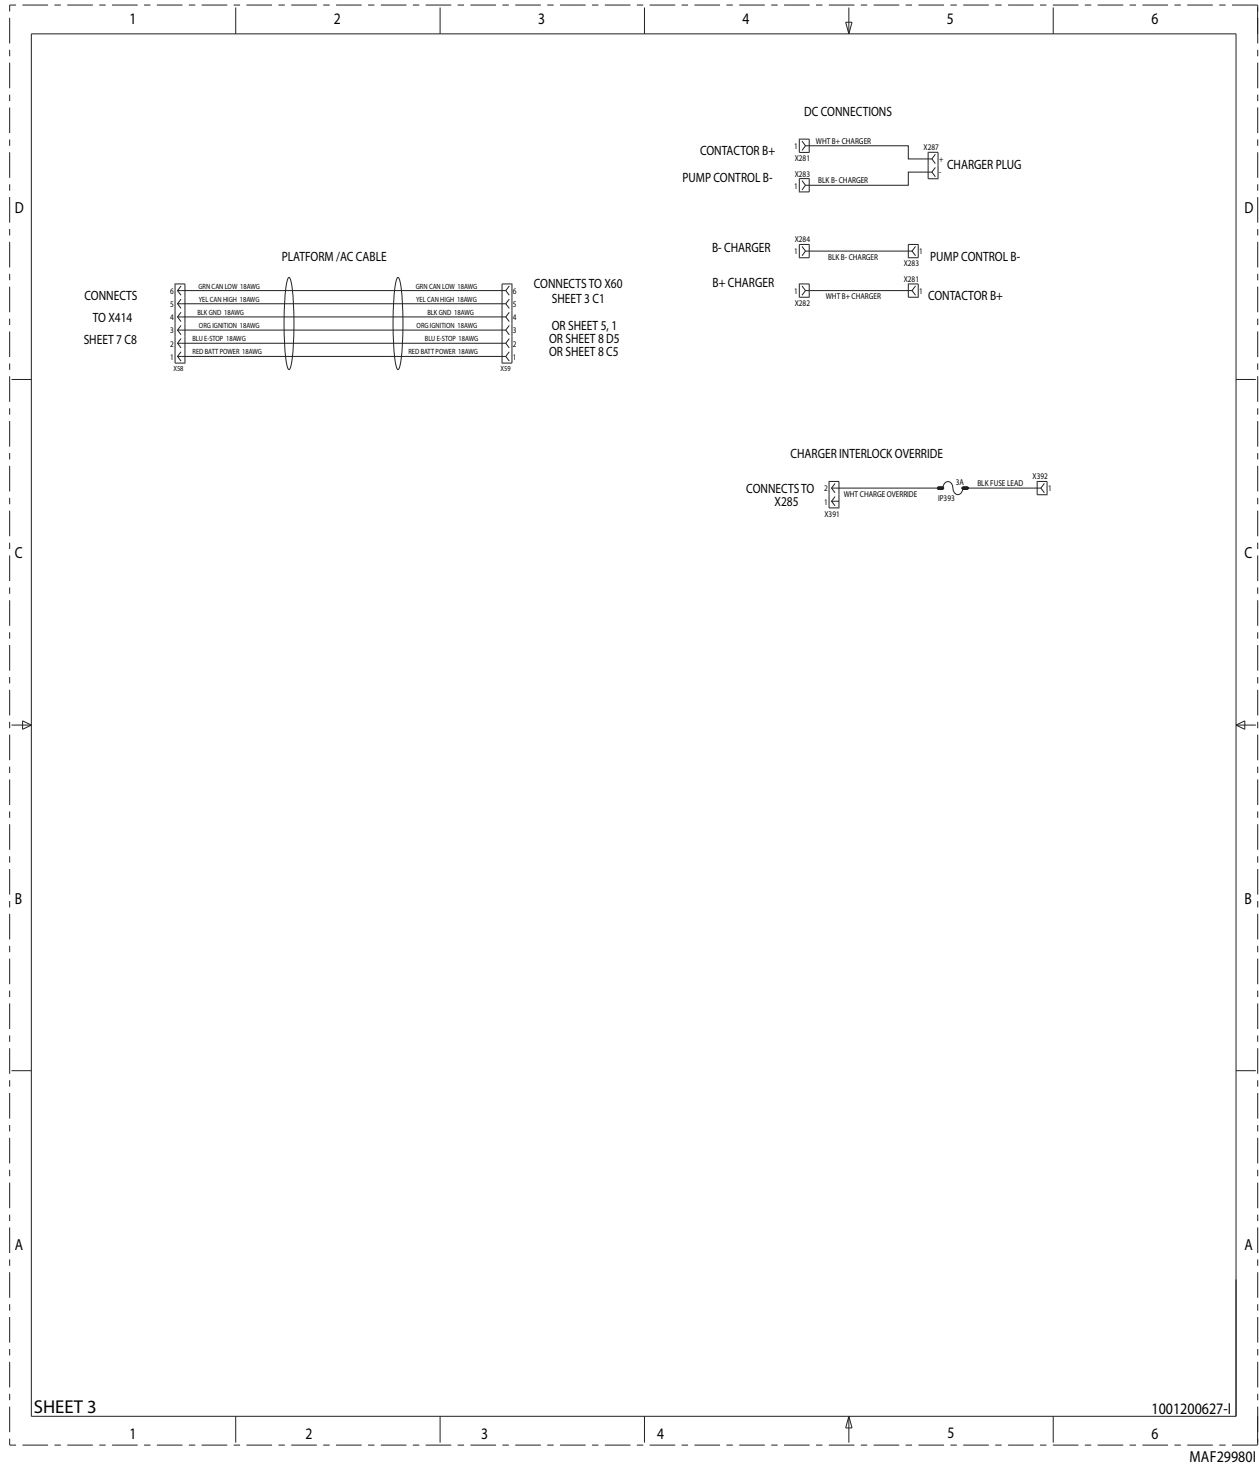 1 2 3 4 5 6
DC CONNECTIONS
CONTACTOR B+
1
WHT B+ CHARGER
X281
X287
+
-
CHARGER PLUG
PUMP CONTROL B-
X283
1
BLK B- CHARGER
D
D
B- CHARGER
X284
1
BLK B- CHARGER
1
X283
PUMP CONTROL B-
B+ CHARGER
1
X282
WHT B+ CHARGER
X281
1
CONTACTOR B+
PLATFORM /AC CABLE
CONNECTS
TO X414
SHEET 7 C8
6 GRN CAN LOW 18AWG GRN CAN LOW 18AWG 6
5 YEL CAN HIGH 18AWG YEL CAN HIGH 18AWG 5
4 BLK GND 18AWG BLK GND 18AWG 4
3 ORG IGNITION 18AWG ORG IGNITION 18AWG 3
2 BLU E-STOP 18AWG BLU E-STOP 18AWG 2
1 RED BATT POWER 18AWG RED BATT POWER 18AWG 1
X58 X59
CONNECTS TO X60
SHEET 3 C1
OR SHEET 5, 1
OR SHEET 8 D5
OR SHEET 8 C5
CHARGER INTERLOCK OVERRIDE
CONNECTS TO
X285
2
1
X391
WHT CHARGE OVERRIDE
3A
IP393
BLK FUSE LEAD
X392
1
C
C
B
B
A
A
SHEET 3
1001200627-I
1 2 3 4 5 6
MAF29980I